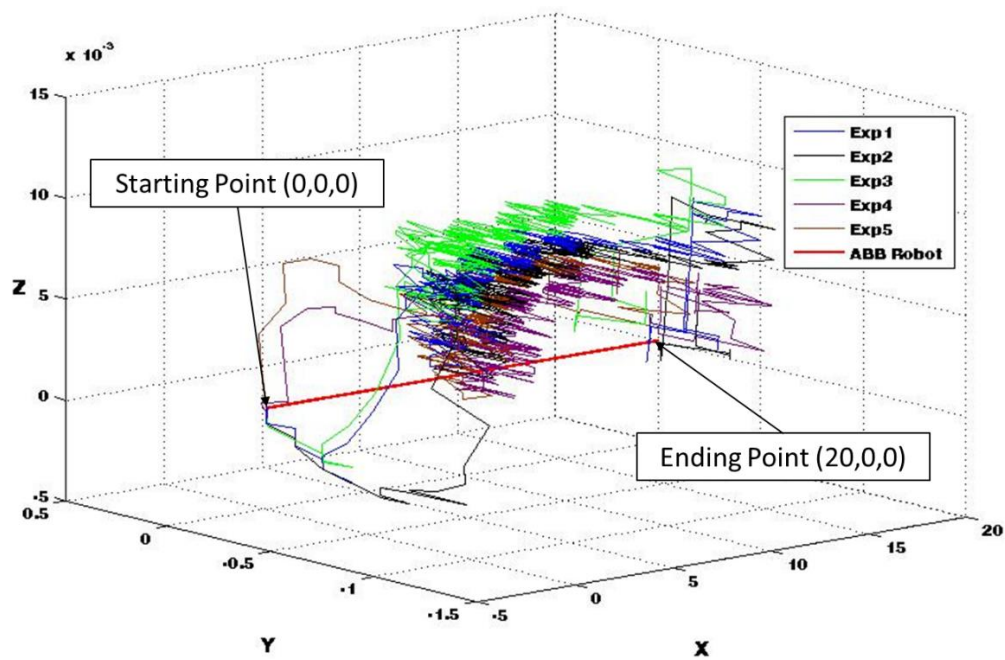 x 10⁻³
15
10
5
0
-5
Z
Starting Point (0,0,0)
Exp1
Exp2
Exp3
Exp4
Exp5
ABB Robot
Ending Point (20,0,0)
0.5
0
-0.5
-1
-1.5
Y
-5
0
5
10
15
20
X